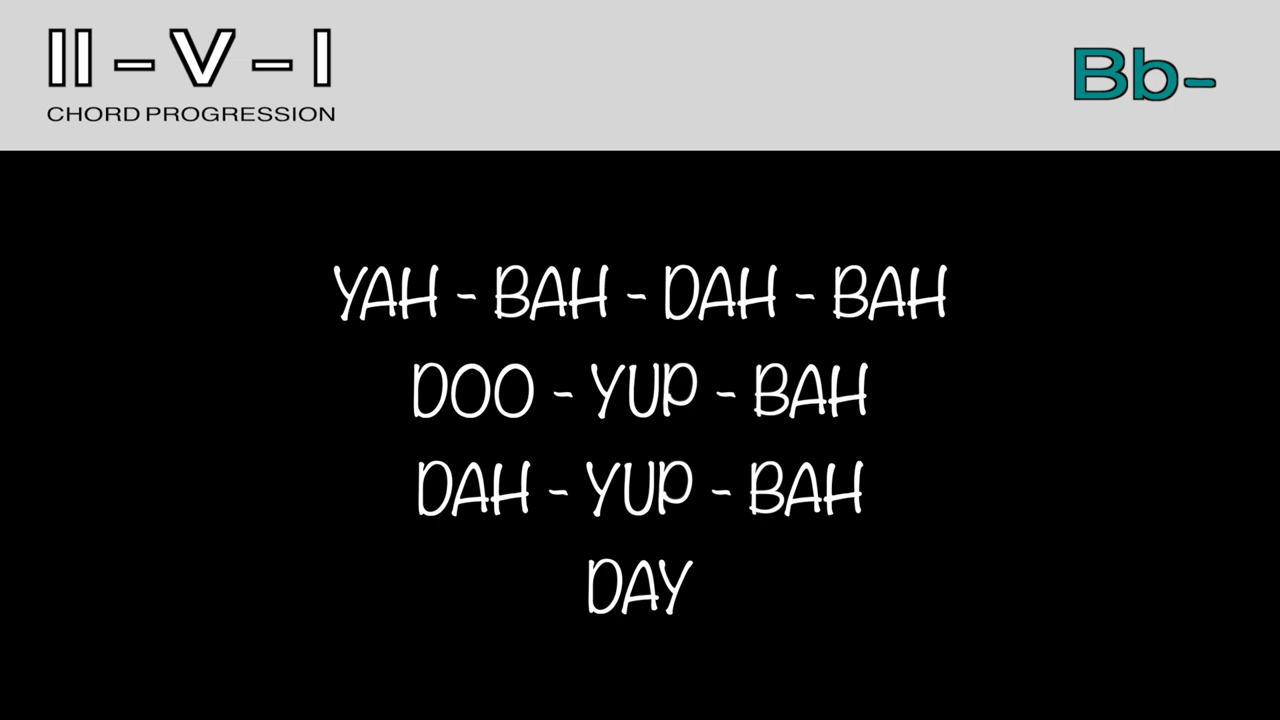 II - V - I
CHORD PROGRESSION
Bb-
YAH - BAH - DAH - BAH
DOO - YUP - BAH
DAH - YUP - BAH
DAY